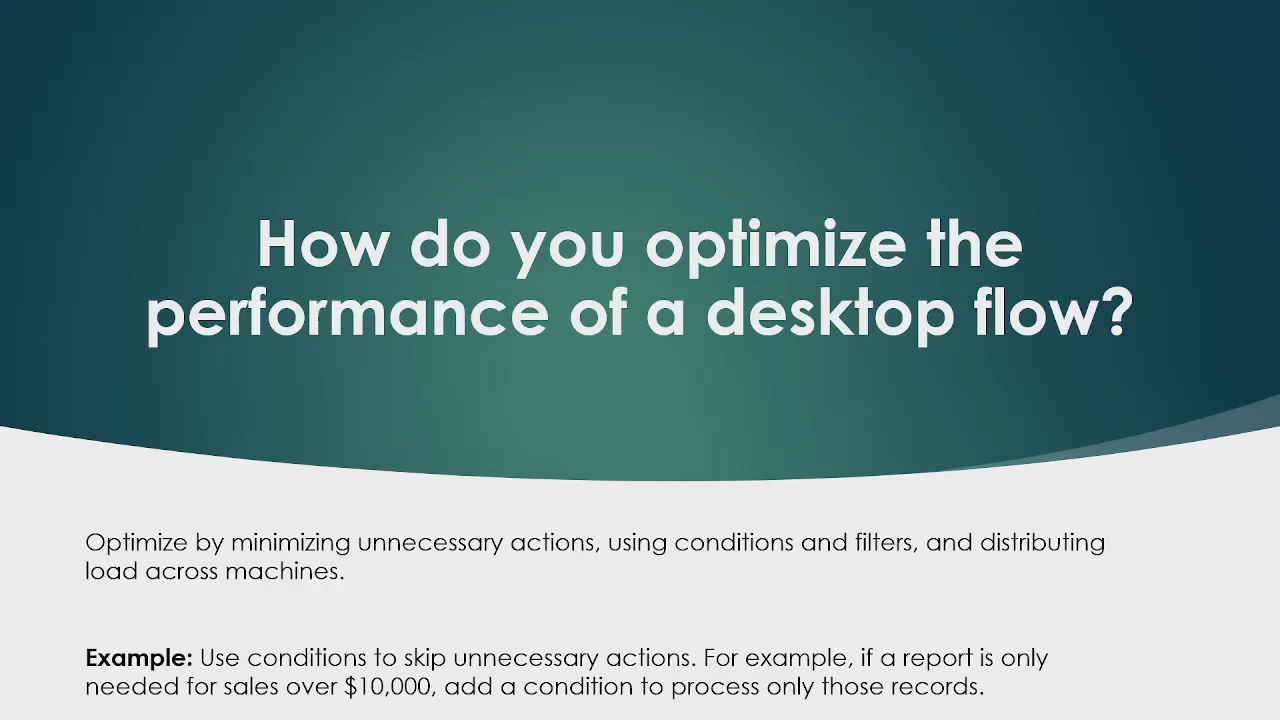 How do you optimize the
performance of a desktop flow?
Optimize by minimizing unnecessary actions, using conditions and filters, and distributing
load across machines.
Example: Use conditions to skip unnecessary actions. For example, if a report is only
needed for sales over $10,000, add a condition to process only those records.